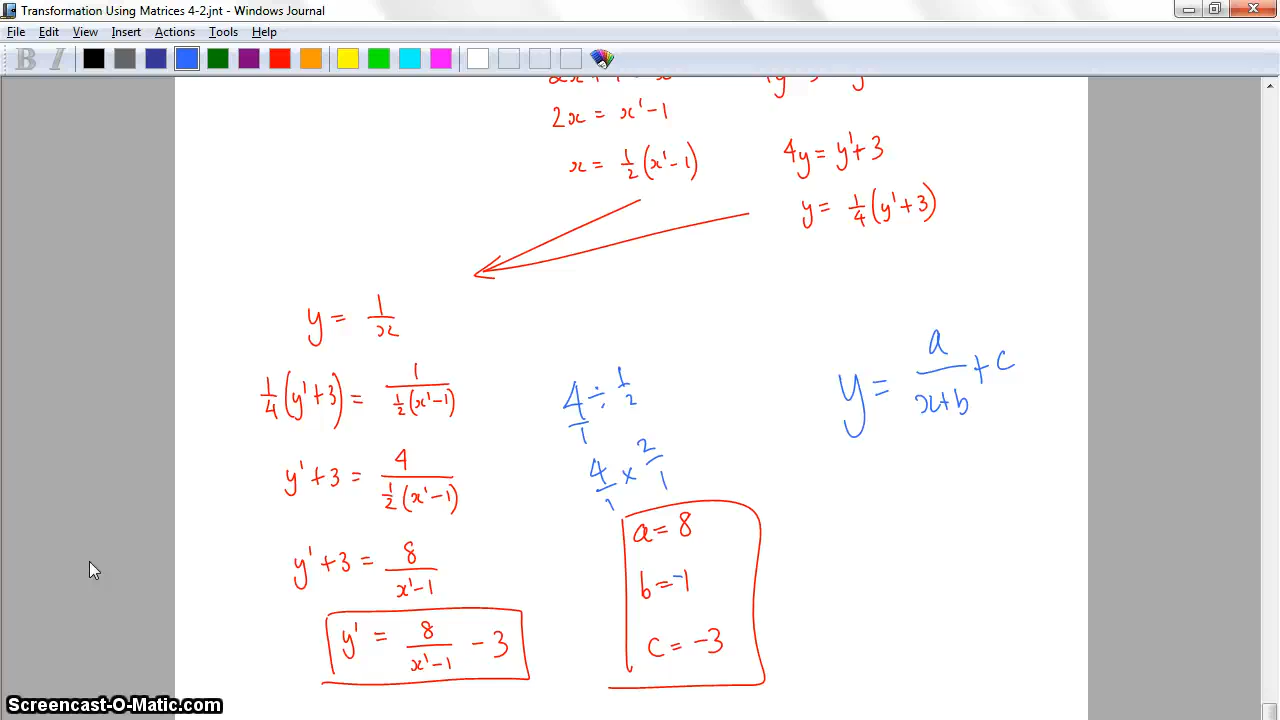 Transformation Using Matrices 4-2.jnt - Windows Journal
File Edit View Insert Actions Tools Help
B I
2x = x' - 1
x = 1/2 (x' - 1)
4y = y' + 3
y = 1/4 (y' + 3)
y = 1/x
1/4 (y' + 3) = 1/(1/2 (x' - 1))
y' + 3 = 4/(1/2 (x' - 1))
y' + 3 = 8/(x' - 1)
y' = 8/(x' - 1) - 3
4/1 ÷ 1/2
4/1 × 2/1
a = 8
b = -1
c = -3
y = a/(x+b) + c
Screencast-O-Matic.com